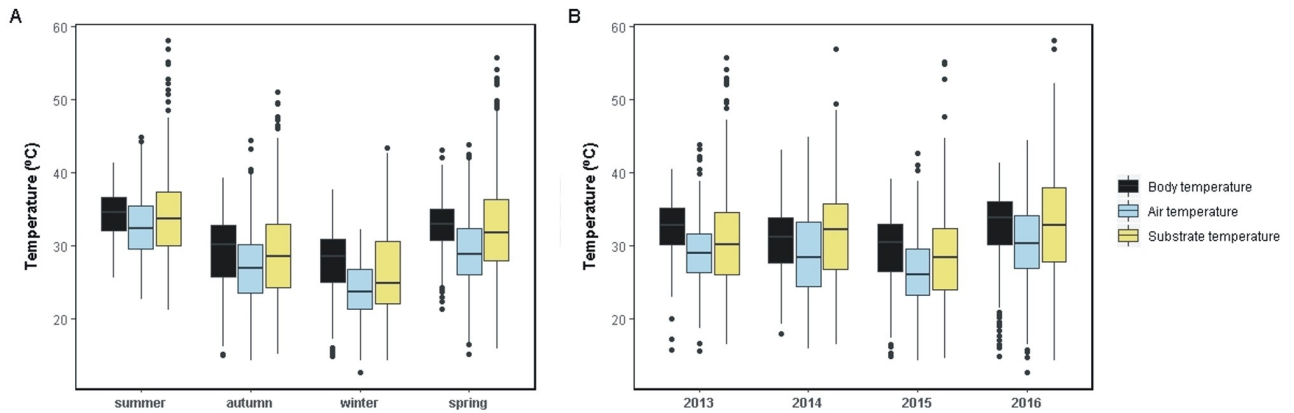 A
B
60
50
40
30
20
Temperature (ºC)
summer autumn winter spring
60
50
40
30
20
Temperature (ºC)
2013 2014 2015 2016
Body temperature
Air temperature
Substrate temperature